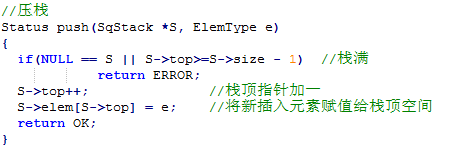 //压栈
Status push(SqStack *S, ElemType e)
{
if(NULL == S || S->top>=S->size - 1) //栈满
return ERROR;
S->top++; //栈顶指针加一
S->elem[S->top] = e; //将新插入元素赋值给栈顶空间
return OK;
}